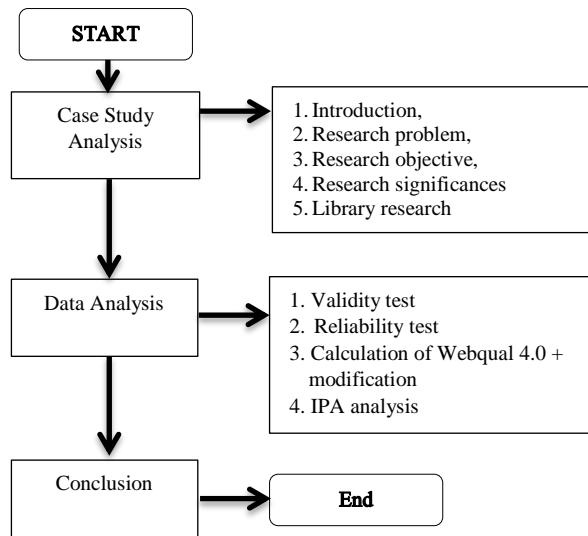 START
Case Study
Analysis
1. Introduction,
2. Research problem,
3. Research objective,
4. Research significances
5. Library research
Data Analysis
1. Validity test
2. Reliability test
3. Calculation of Webqual 4.0 +
modification
4. IPA analysis
Conclusion
End